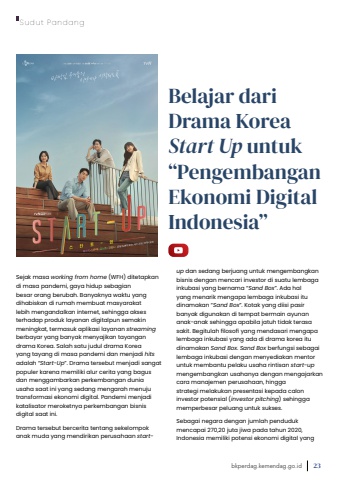 Sudut Pandang
START-UP
Belajar dari
Drama Korea
Start Up untuk
“Pengembangan
Ekonomi Digital
Indonesia”
Sejak masa working from home (WFH) ditetapkan
di masa pandemi, gaya hidup sebagian
besar orang berubah. Banyaknya waktu yang
dihabiskan di rumah membuat masyarakat
lebih mengandalkan internet, sehingga akses
terhadap produk layanan digitalpun semakin
meningkat, termasuk aplikasi layanan streaming
berbayar yang banyak menyajikan tayangan
drama Korea. Salah satu judul drama Korea
yang tayang di masa pandemi dan menjadi hits
adalah “Start-Up”. Drama tersebut menjadi sangat
populer karena memiliki alur cerita yang bagus
dan menggambarkan perkembangan dunia
usaha saat ini yang sedang mengarah menuju
transformasi ekonomi digital. Pandemi menjadi
katalisator meroketnya perkembangan bisnis
digital saat ini.
Drama tersebut bercerita tentang sekelompok
anak muda yang mendirikan perusahaan start-
up dan sedang berjuang untuk mengembangkan
bisnis dengan mencari investor di suatu lembaga
inkubasi yang bernama “Sand Box”. Ada hal
yang menarik mengapa lembaga inkubasi itu
dinamakan “Sand Box”. Kotak yang diisi pasir
banyak digunakan di tempat bermain ayunan
anak-anak sehingga apabila jatuh tidak terasa
sakit. Begitulah filosofi yang mendasari mengapa
lembaga inkubasi yang ada di drama korea itu
dinamakan Sand Box. Sand Box berfungsi sebagai
lembaga inkubasi dengan menyediakan mentor
untuk membantu pelaku usaha rintisan start-up
mengembangkan usahanya dengan mengajarkan
cara manajemen perusahaan, hingga
strategi melakukan presentasi kepada calon
investor potensial (investor pitching) sehingga
memperbesar peluang untuk sukses.
Sebagai negara dengan jumlah penduduk
mencapai 270,20 juta jiwa pada tahun 2020,
Indonesia memiliki potensi ekonomi digital yang
bkperdag.kemendag.go.id
23